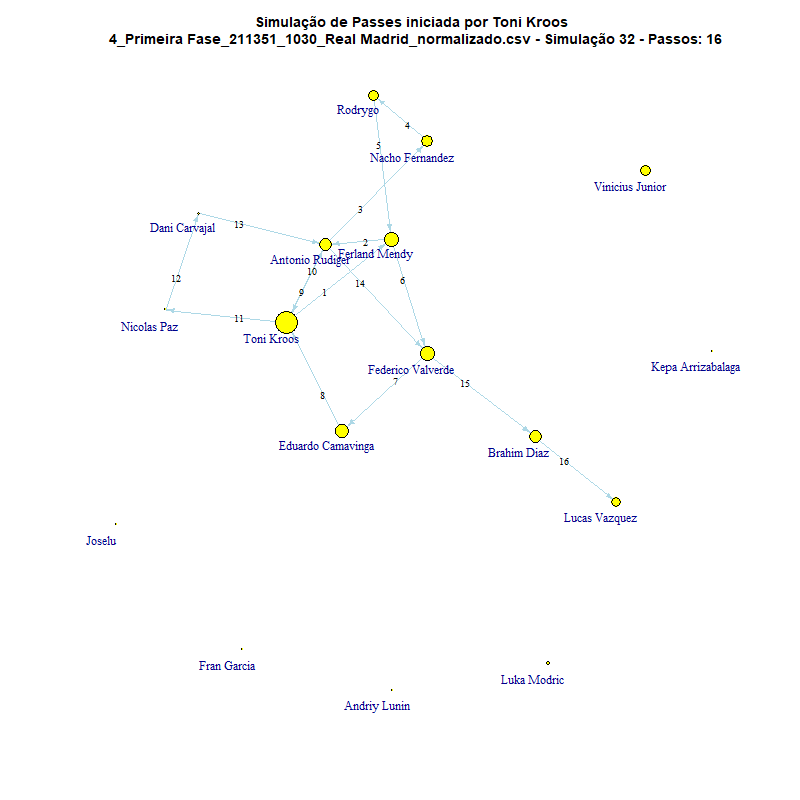 Simulação de Passes iniciada por Toni Kroos
4_Primeira Fase_211351_1030_Real Madrid_normalizado.csv - Simulação 32 - Passos: 16
Rodrygo
4
5
Nacho Fernandez
Vinicius Junior
3
Dani Carvajal
13
2
Antonio Rudiger
Ferland Mendy
10
14
6
12
9
1
11
Nicolas Paz
Toni Kroos
Federico Valverde
Kepa Arrizabalaga
7
15
8
Eduardo Camavinga
Brahim Diaz
16
Lucas Vazquez
Joselu
Fran Garcia
Luka Modric
Andriy Lunin